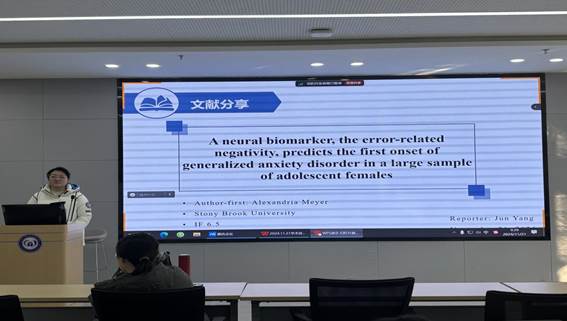 文献分享
A neural biomarker, the error-related
negativity, predicts the first onset of
generalized anxiety disorder in a large sample
of adolescent females
• Author-first: Alexandria Meyer
• Stony Brook University
• IF 6.5
Reporter: Jun Yang